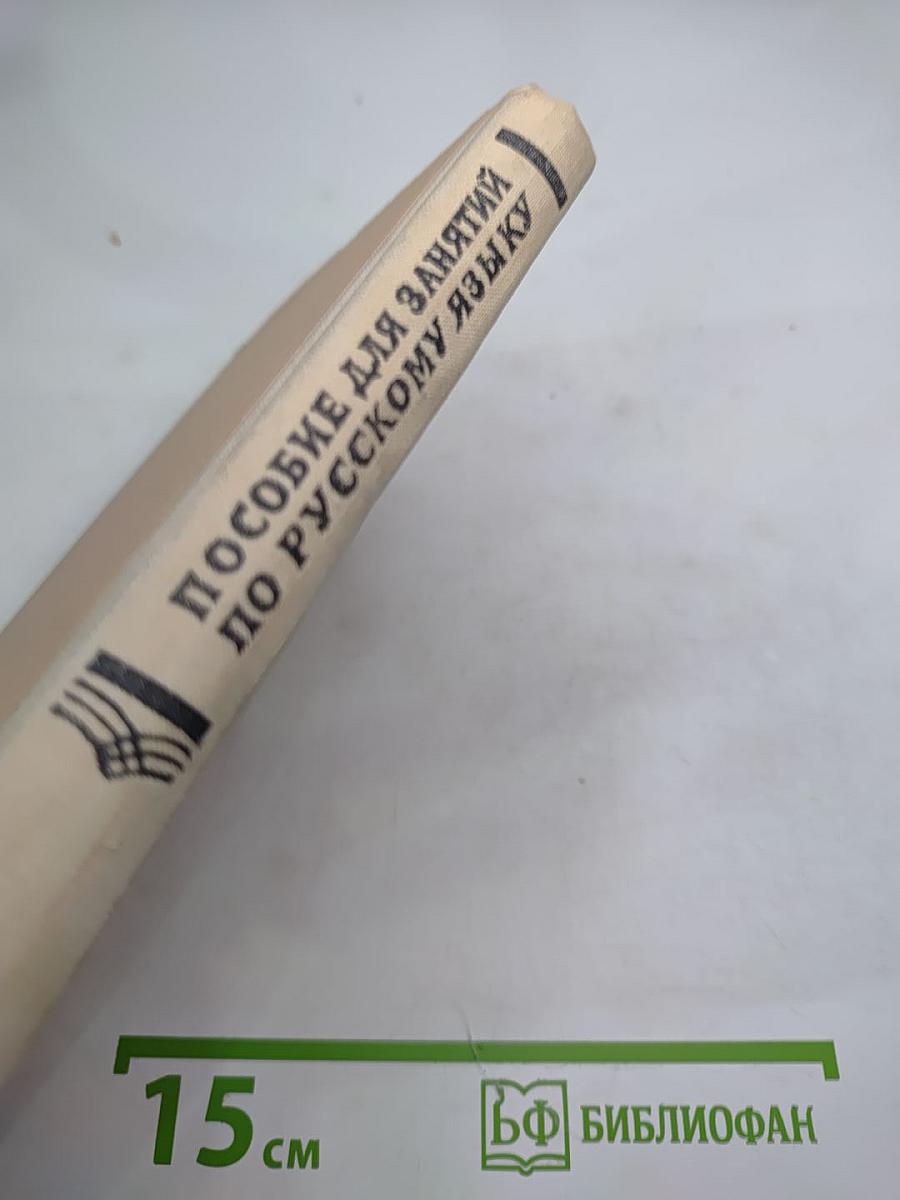 ПОСОБИЕ ДЛЯ ЗАНЯТИЙ
ПО РУССКОМУ ЯЗЫКУ
15 см
БФ БИБЛИОФАН